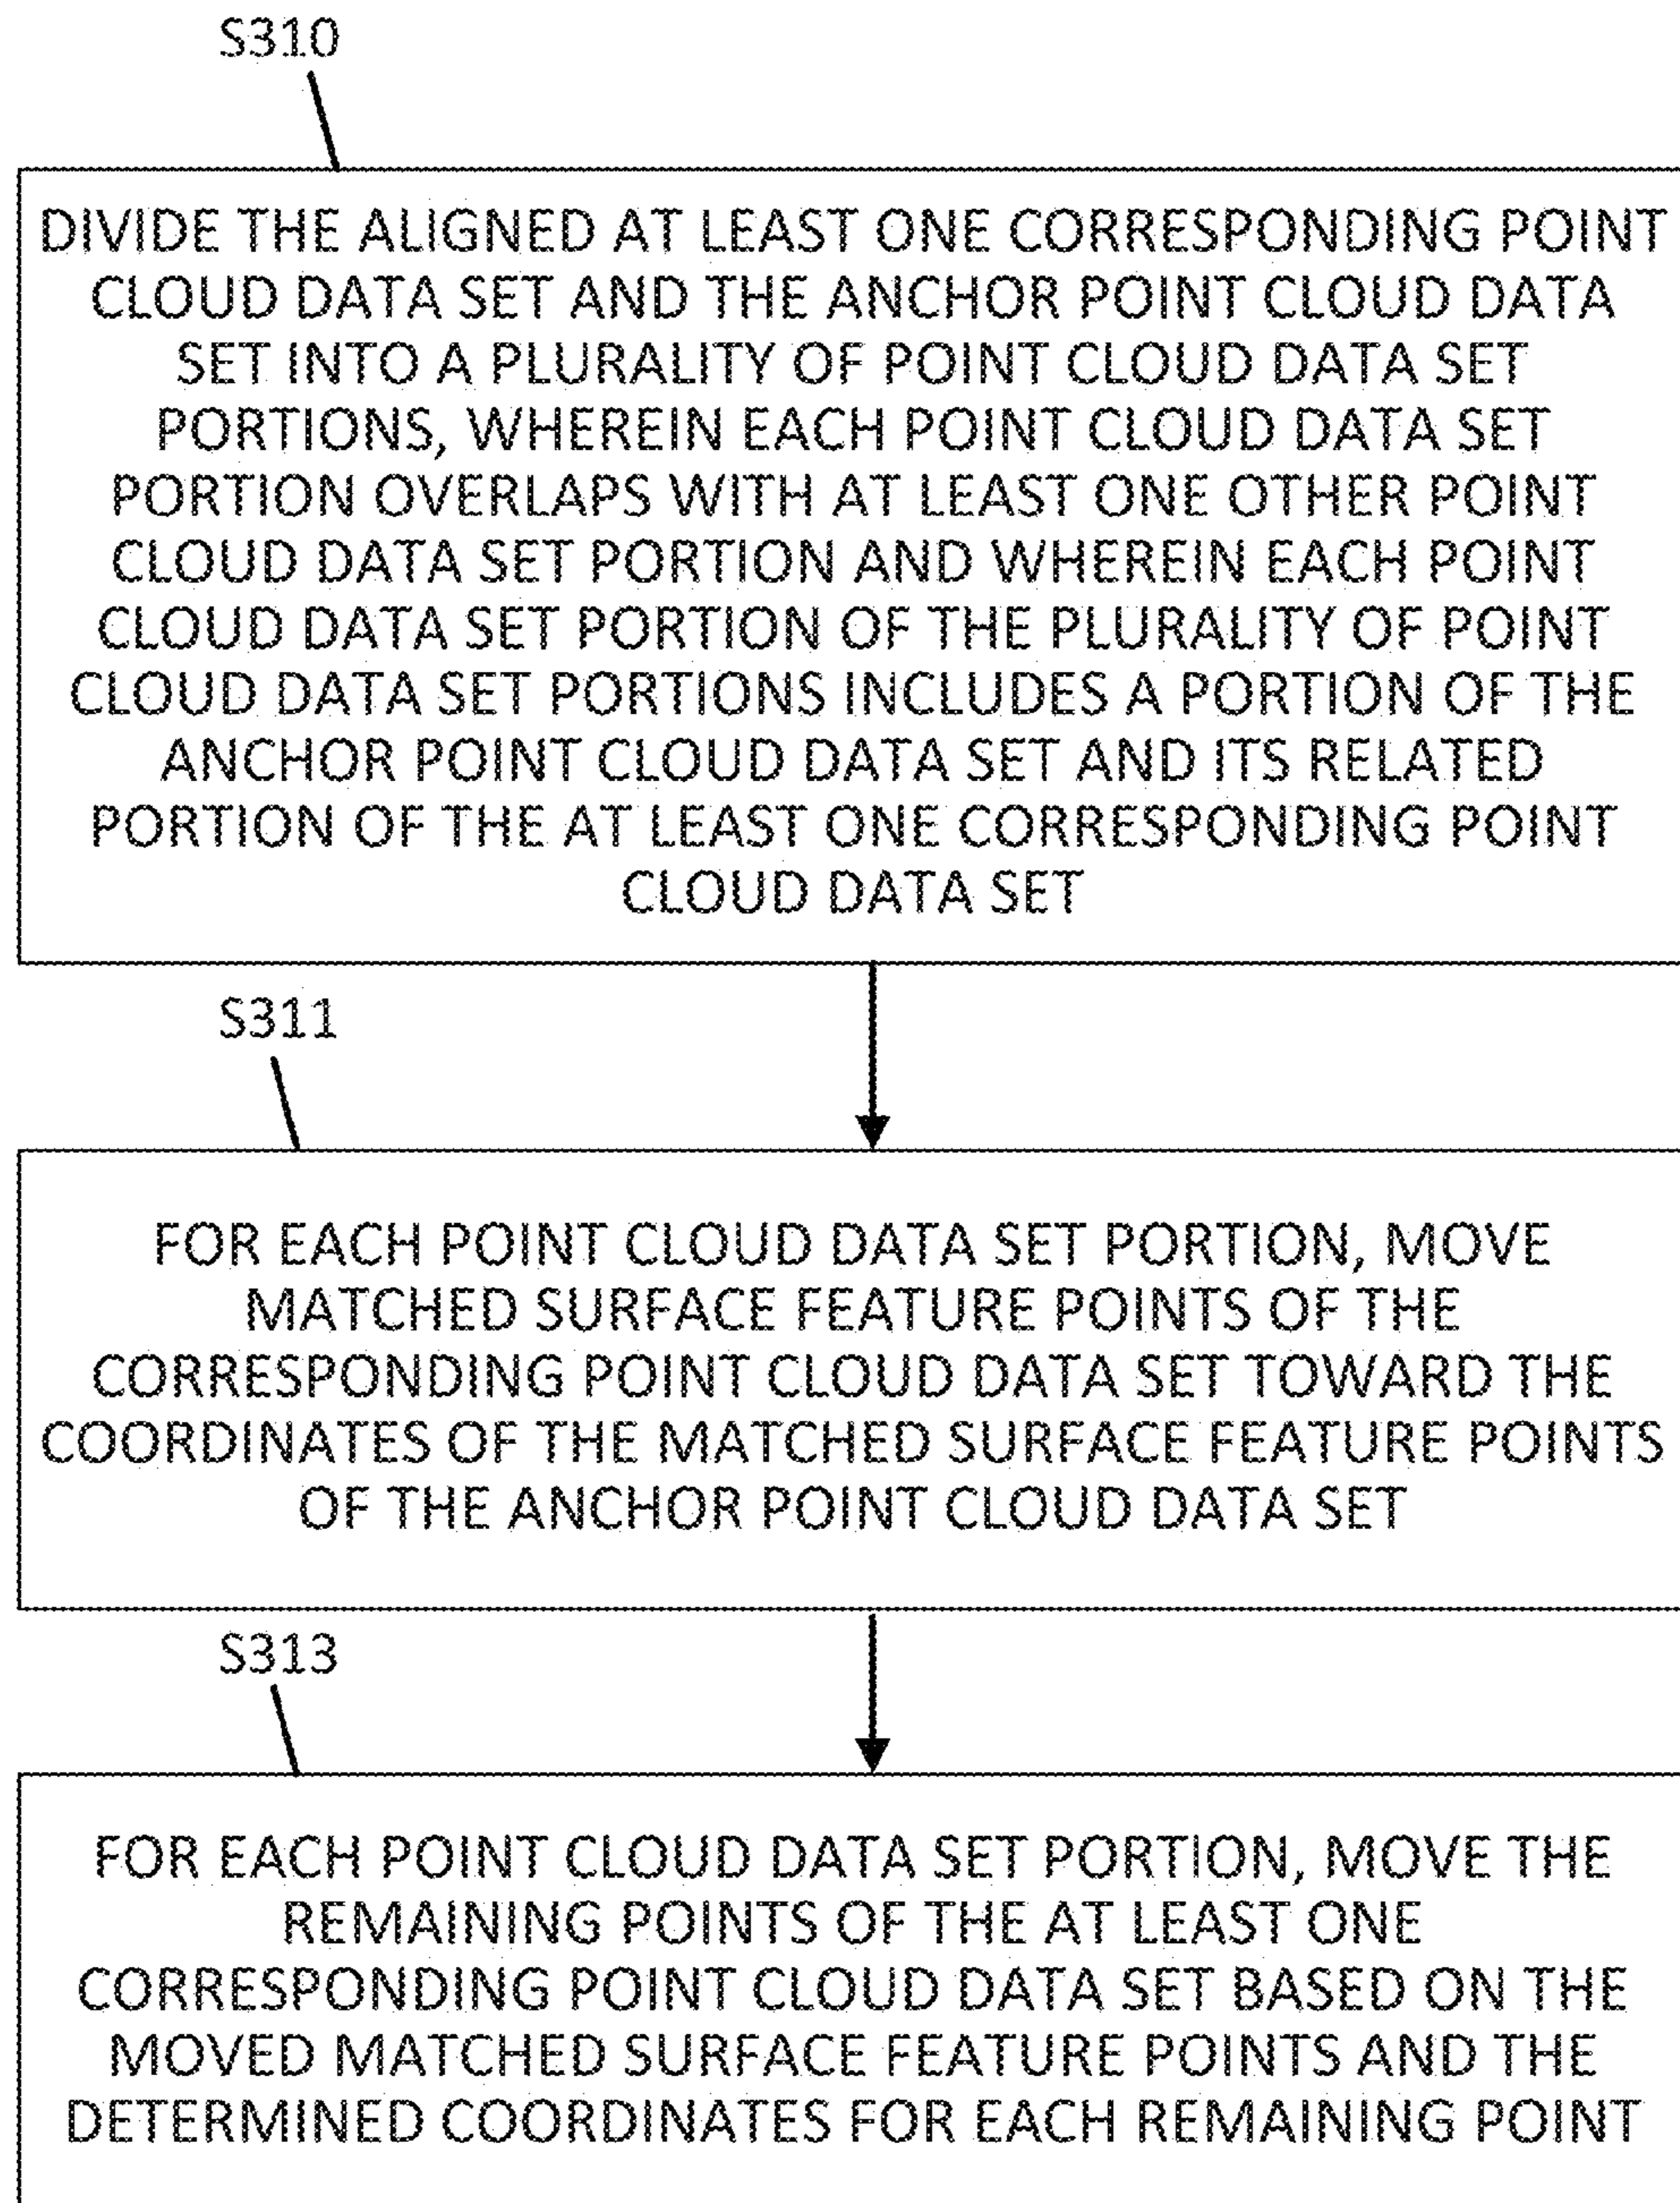 S310
DIVIDE THE ALIGNED AT LEAST ONE CORRESPONDING POINT
CLOUD DATA SET AND THE ANCHOR POINT CLOUD DATA
SET INTO A PLURALITY OF POINT CLOUD DATA SET
PORTIONS, WHEREIN EACH POINT CLOUD DATA SET
PORTION OVERLAPS WITH AT LEAST ONE OTHER POINT
CLOUD DATA SET PORTION AND WHEREIN EACH POINT
CLOUD DATA SET PORTION OF THE PLURALITY OF POINT
CLOUD DATA SET PORTIONS INCLUDES A PORTION OF THE
ANCHOR POINT CLOUD DATA SET AND ITS RELATED
PORTION OF THE AT LEAST ONE CORRESPONDING POINT
CLOUD DATA SET
S311
FOR EACH POINT CLOUD DATA SET PORTION, MOVE
MATCHED SURFACE FEATURE POINTS OF THE
CORRESPONDING POINT CLOUD DATA SET TOWARD THE
COORDINATES OF THE MATCHED SURFACE FEATURE POINTS
OF THE ANCHOR POINT CLOUD DATA SET
S313
FOR EACH POINT CLOUD DATA SET PORTION, MOVE THE
REMAINING POINTS OF THE AT LEAST ONE
CORRESPONDING POINT CLOUD DATA SET BASED ON THE
MOVED MATCHED SURFACE FEATURE POINTS AND THE
DETERMINED COORDINATES FOR EACH REMAINING POINT